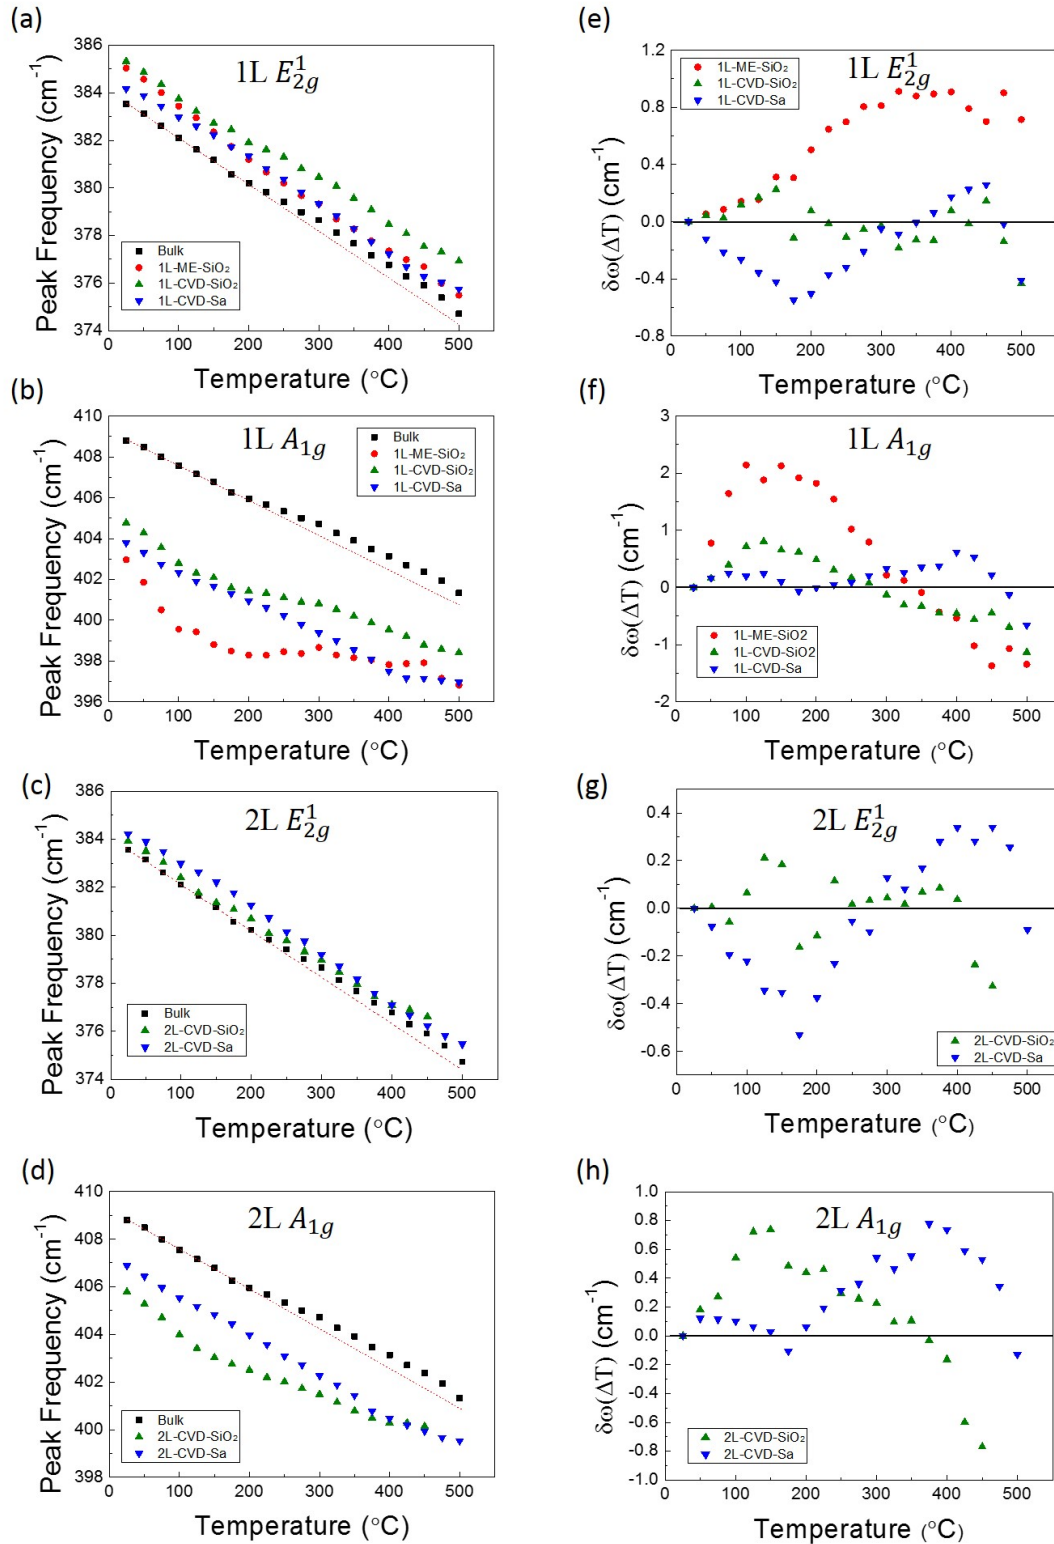 (a)
386
384
382
380
378
376
374
0
100
200
300
400
500
Peak Frequency (cm⁻¹)
Temperature (°C)
1L E¹₂g
Bulk
1L-ME-SiO₂
1L-CVD-SiO₂
1L-CVD-Sa
(e)
1.2
0.8
0.4
0.0
-0.4
-0.8
0
100
200
300
400
500
δω(ΔT) (cm⁻¹)
Temperature (°C)
1L E¹₂g
1L-ME-SiO₂
1L-CVD-SiO₂
1L-CVD-Sa
(b)
410
408
406
404
402
400
398
396
0
100
200
300
400
500
Peak Frequency (cm⁻¹)
Temperature (°C)
1L A₁g
Bulk
1L-ME-SiO₂
1L-CVD-SiO₂
1L-CVD-Sa
(f)
3
2
1
0
-1
-2
0
100
200
300
400
500
δω(ΔT) (cm⁻¹)
Temperature (°C)
1L A₁g
1L-ME-SiO2
1L-CVD-SiO2
1L-CVD-Sa
(c)
386
384
382
380
378
376
374
0
100
200
300
400
500
Peak Frequency (cm⁻¹)
Temperature (°C)
2L E¹₂g
Bulk
2L-CVD-SiO₂
2L-CVD-Sa
(g)
0.4
0.2
0.0
-0.2
-0.4
-0.6
0
100
200
300
400
500
δω(ΔT) (cm⁻¹)
Temperature (°C)
2L E¹₂g
2L-CVD-SiO₂
2L-CVD-Sa
(d)
410
408
406
404
402
400
398
0
100
200
300
400
500
Peak Frequency (cm⁻¹)
Temperature (°C)
2L A₁g
Bulk
2L-CVD-SiO₂
2L-CVD-Sa
(h)
1.0
0.8
0.6
0.4
0.2
0.0
-0.2
-0.4
-0.6
-0.8
-1.0
0
100
200
300
400
500
δω(ΔT) (cm⁻¹)
Temperature (°C)
2L A₁g
2L-CVD-SiO₂
2L-CVD-Sa